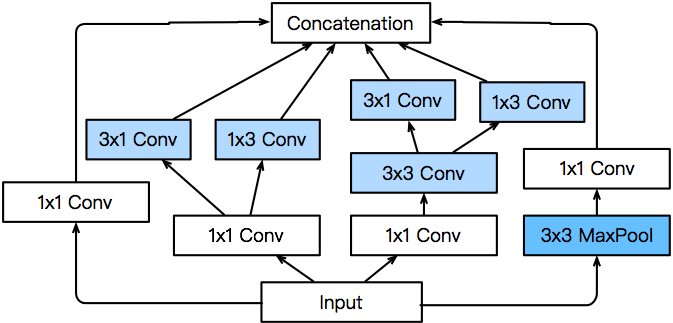 Concatenation
3x1 Conv
1x3 Conv
3x1 Conv
1x3 Conv
3x3 Conv
1x1 Conv
1x1 Conv
1x1 Conv
1x1 Conv
3x3 MaxPool
Input